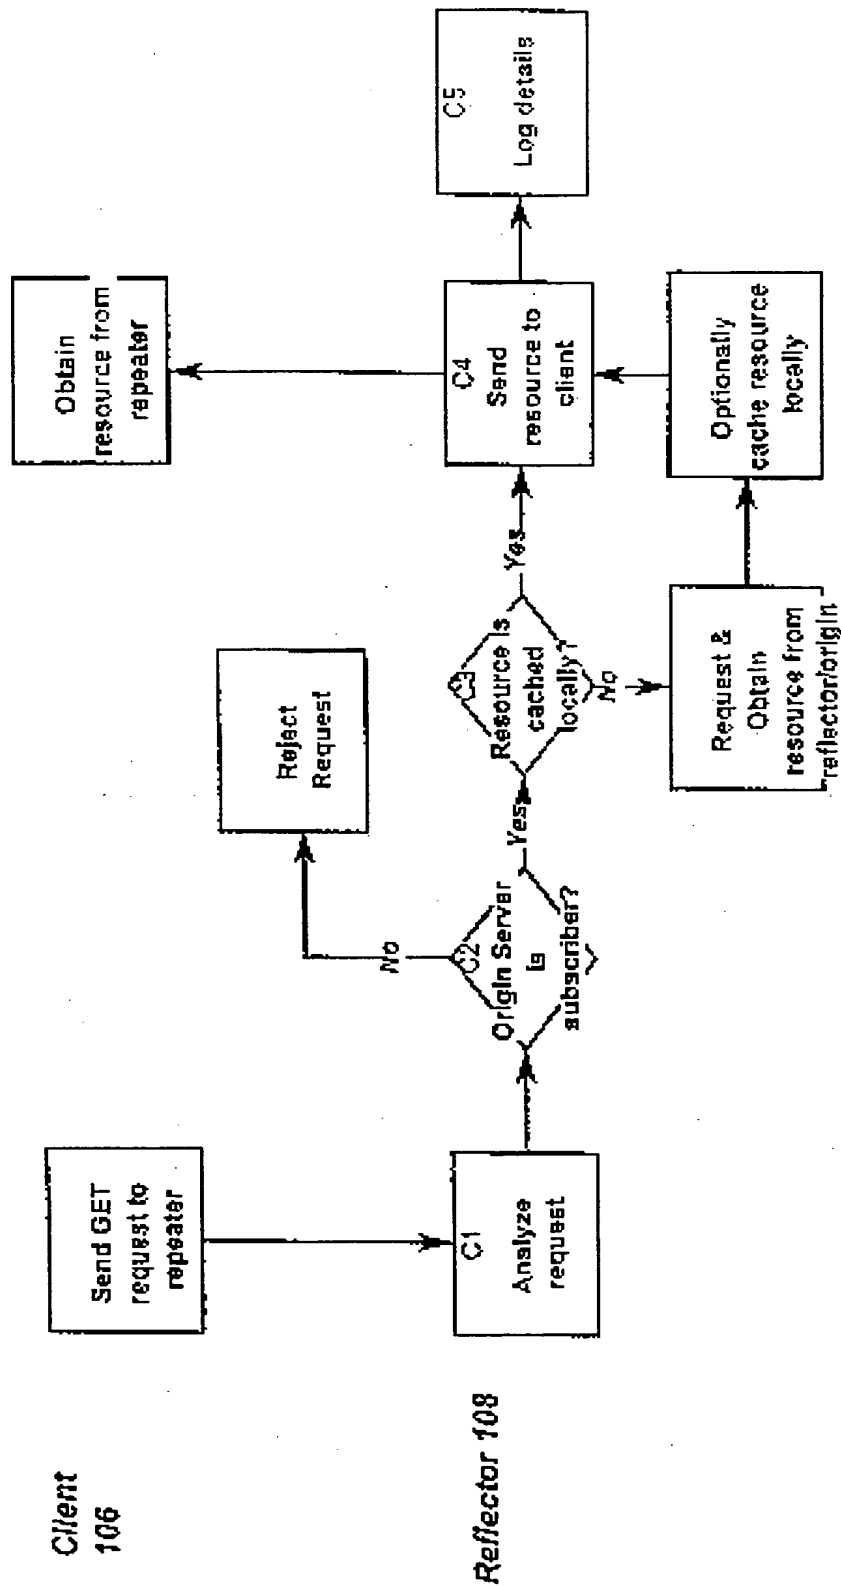 Client
106
Send GET
request to
repeater
Obtain
resource from
repeater
Reject
Request
Reflector 108
C1
Analyze
request
C2
Origin Server
is
subscriber?
No
Yes
C3
Resource is
cached
locally?
Yes
No
C4
Send
resource to
client
C5
Log details
Request &
Obtain
resource from
reflector/origin
Optionally
cache resource
locally